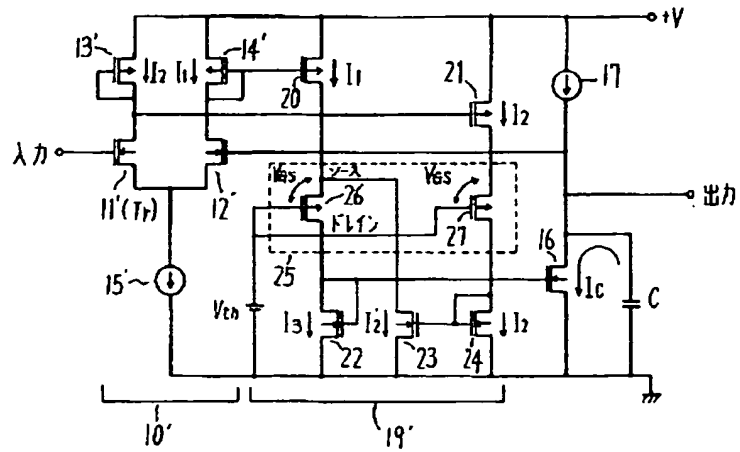 +V
13'
14'
↓I2
I1↓
20
↓I1
21
↓I2
17
入力
11'(Tr)
12'
VGS
ソース
26
VGS
ドレイン
27
出力
25'
16
Ic
C
15'
Vth
I3↓
22
I2'↓
23
24
↓I2
10'
19'